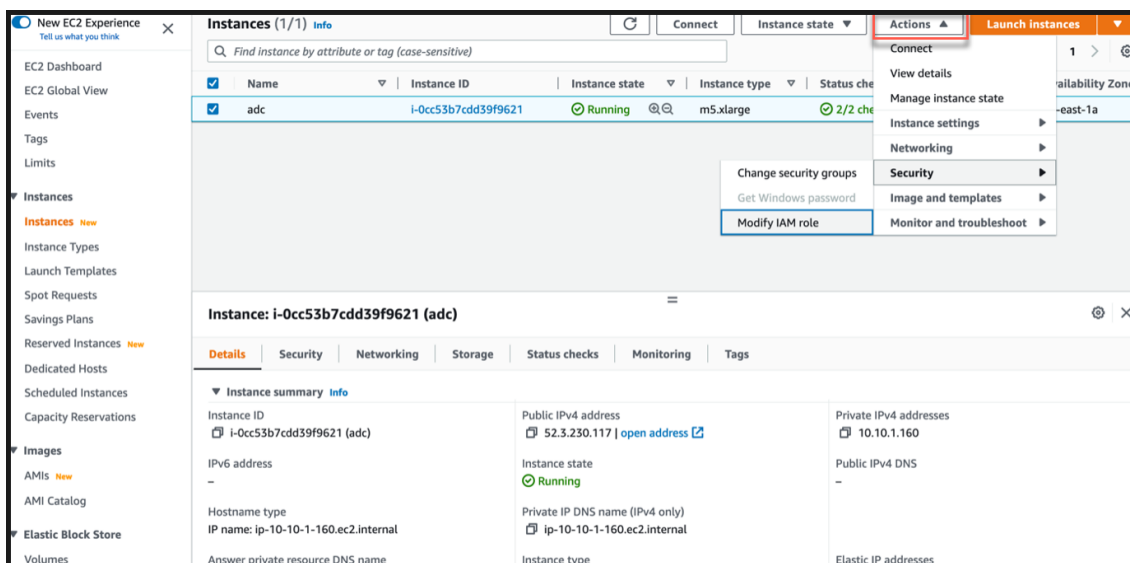 New EC2 Experience
Tell us what you think
EC2 Dashboard
EC2 Global View
Events
Tags
Limits
Instances
Instances New
Instance Types
Launch Templates
Spot Requests
Savings Plans
Reserved Instances New
Dedicated Hosts
Scheduled Instances
Capacity Reservations
Images
AMIs New
AMI Catalog
Elastic Block Store
Volumes
Instances (1/1) Info
Connect
Instance state
Actions
Launch instances
Find instance by attribute or tag (case-sensitive)
1
Name
Instance ID
Instance state
Instance type
Status che
vailability Zone
adc
i-0cc53b7cdd39f9621
Running
m5.xlarge
2/2 che
-east-1a
Connect
View details
Manage instance state
Instance settings
Networking
Security
Image and templates
Monitor and troubleshoot
Change security groups
Get Windows password
Modify IAM role
Instance: i-0cc53b7cdd39f9621 (adc)
Details
Security
Networking
Storage
Status checks
Monitoring
Tags
Instance summary Info
Instance ID
i-0cc53b7cdd39f9621 (adc)
Public IPv4 address
52.3.230.117 | open address
Private IPv4 addresses
10.10.1.160
IPv6 address
–
Instance state
Running
Public IPv4 DNS
–
Hostname type
IP name: ip-10-10-1-160.ec2.internal
Private IP DNS name (IPv4 only)
ip-10-10-1-160.ec2.internal
Answer private resource DNS name
Instance type
Elastic IP addresses